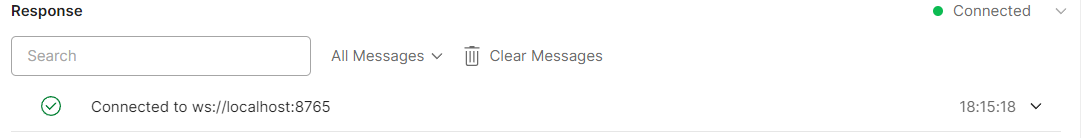 Response
Connected
Search
All Messages
Clear Messages
Connected to ws://localhost:8765
18:15:18